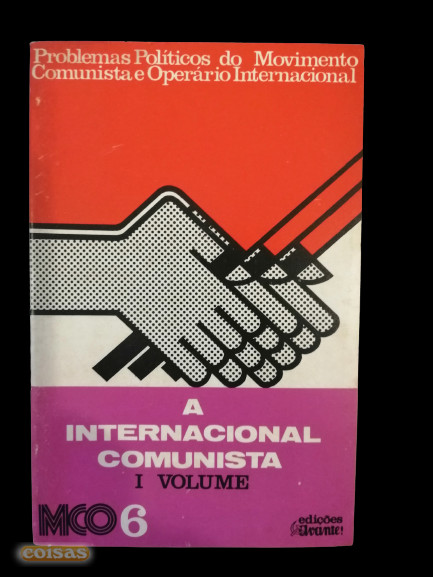 Problemas Políticos do Movimento
Comunista e Operário Internacional
A
INTERNACIONAL
COMUNISTA
I VOLUME
MCO 6
edições
Avante!
coisas